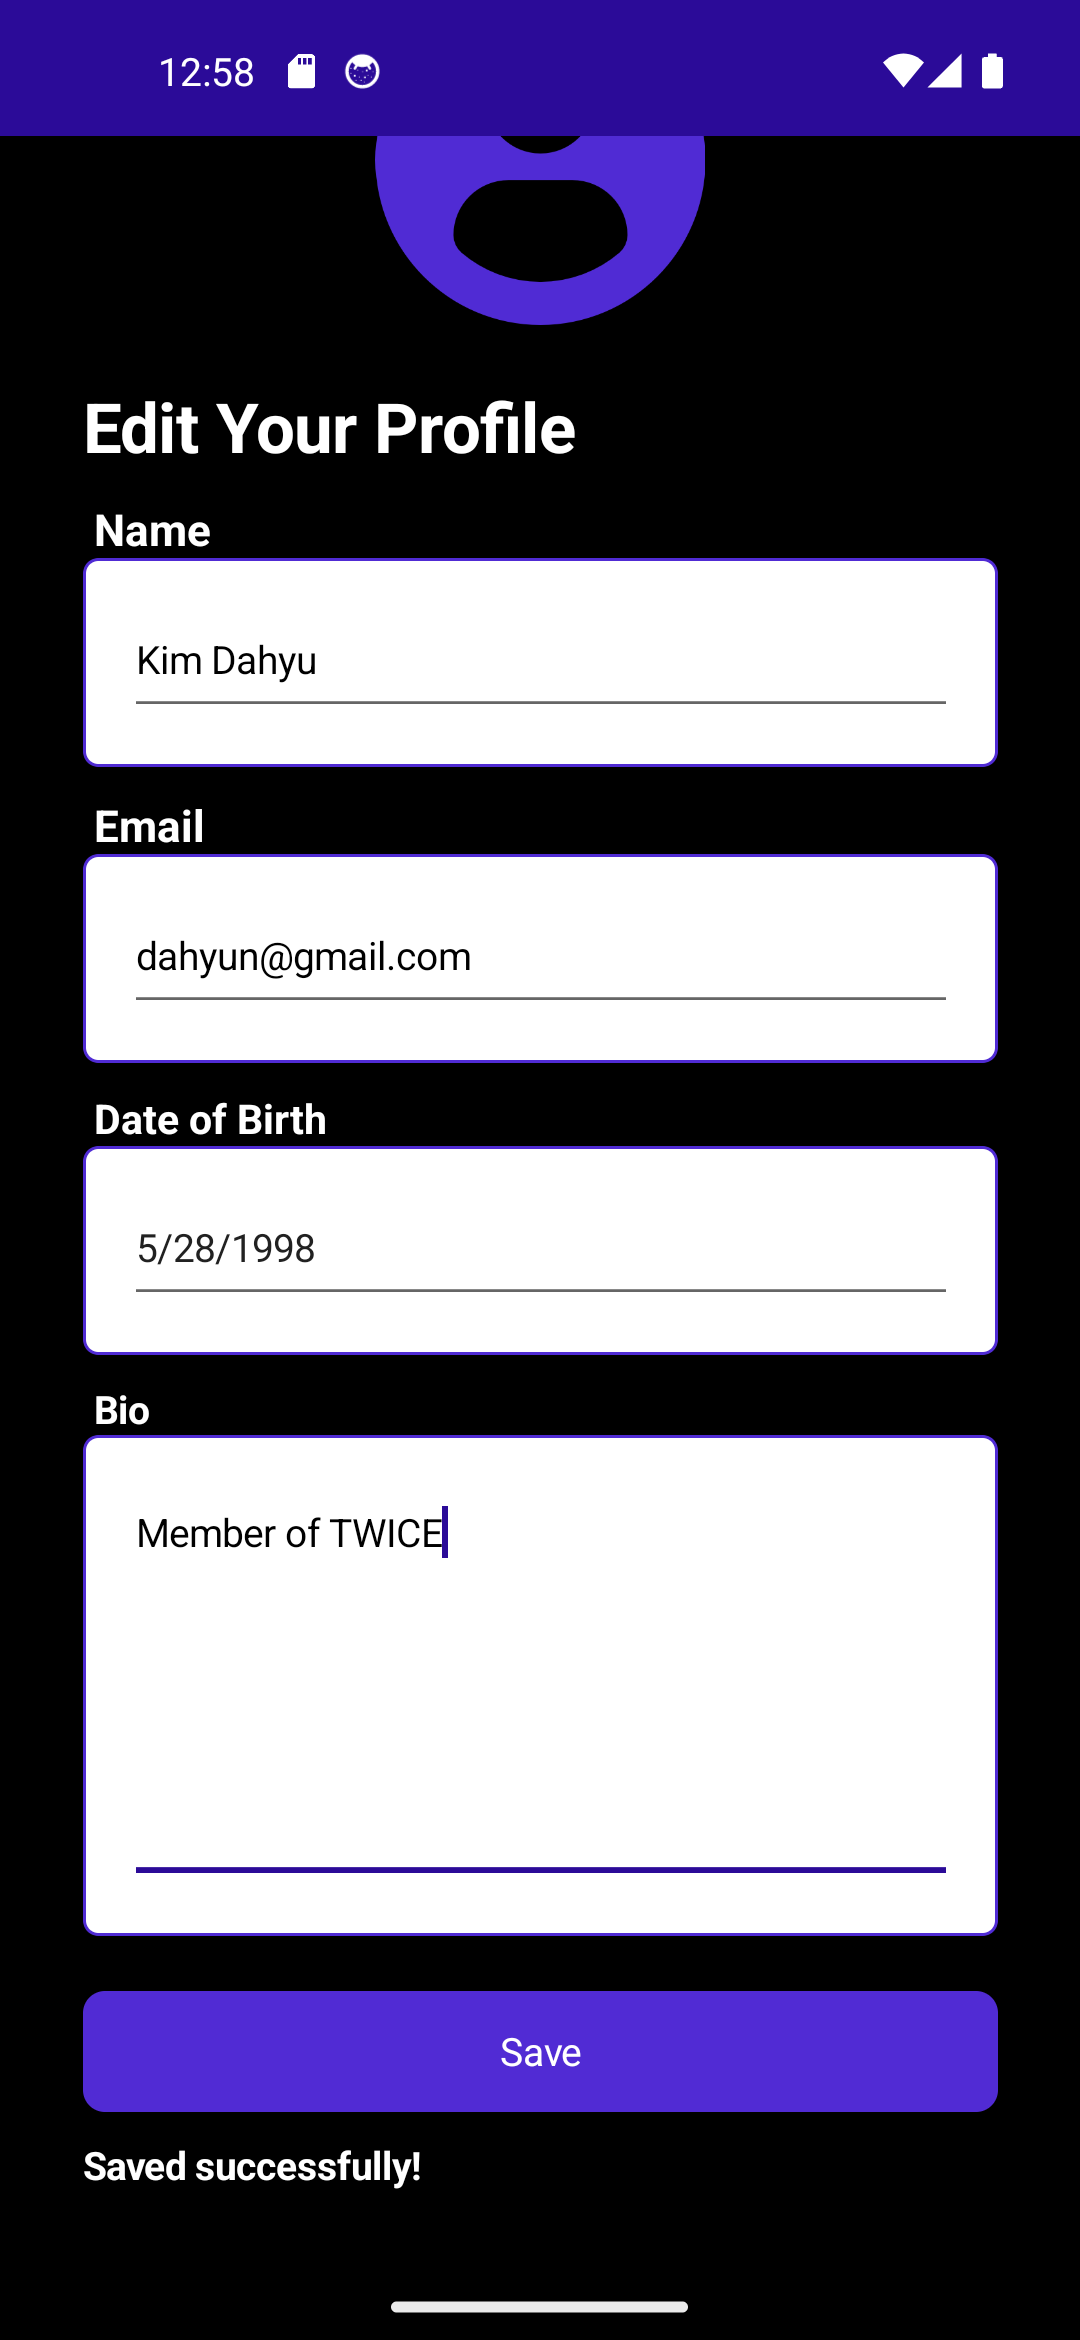 12:58
Edit Your Profile
Name
Kim Dahyu
Email
dahyun@gmail.com
Date of Birth
5/28/1998
Bio
Member of TWICE
Save
Saved successfully!